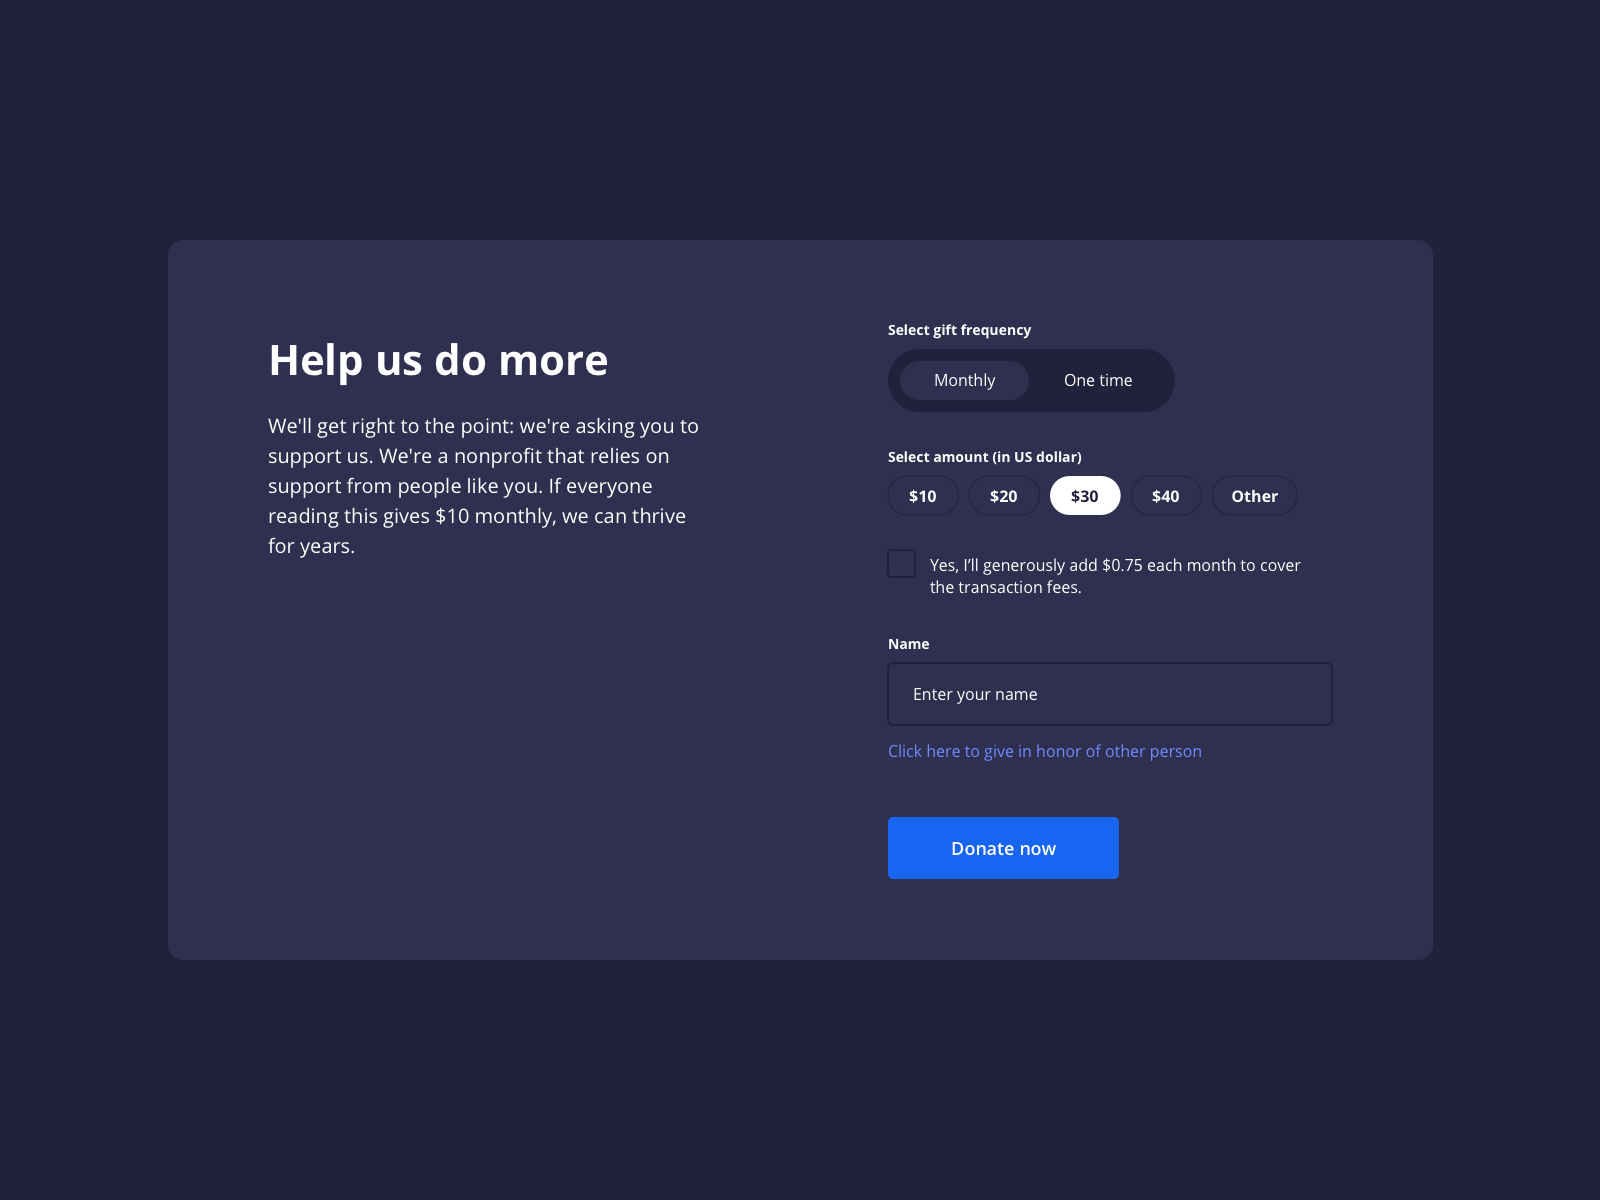 Help us do more
We'll get right to the point: we're asking you to
support us. We're a nonprofit that relies on
support from people like you. If everyone
reading this gives $10 monthly, we can thrive
for years.
Select gift frequency
Monthly One time
Select amount (in US dollar)
$10 $20 $30 $40 Other
Yes, I’ll generously add $0.75 each month to cover
the transaction fees.
Name
Enter your name
Click here to give in honor of other person
Donate now